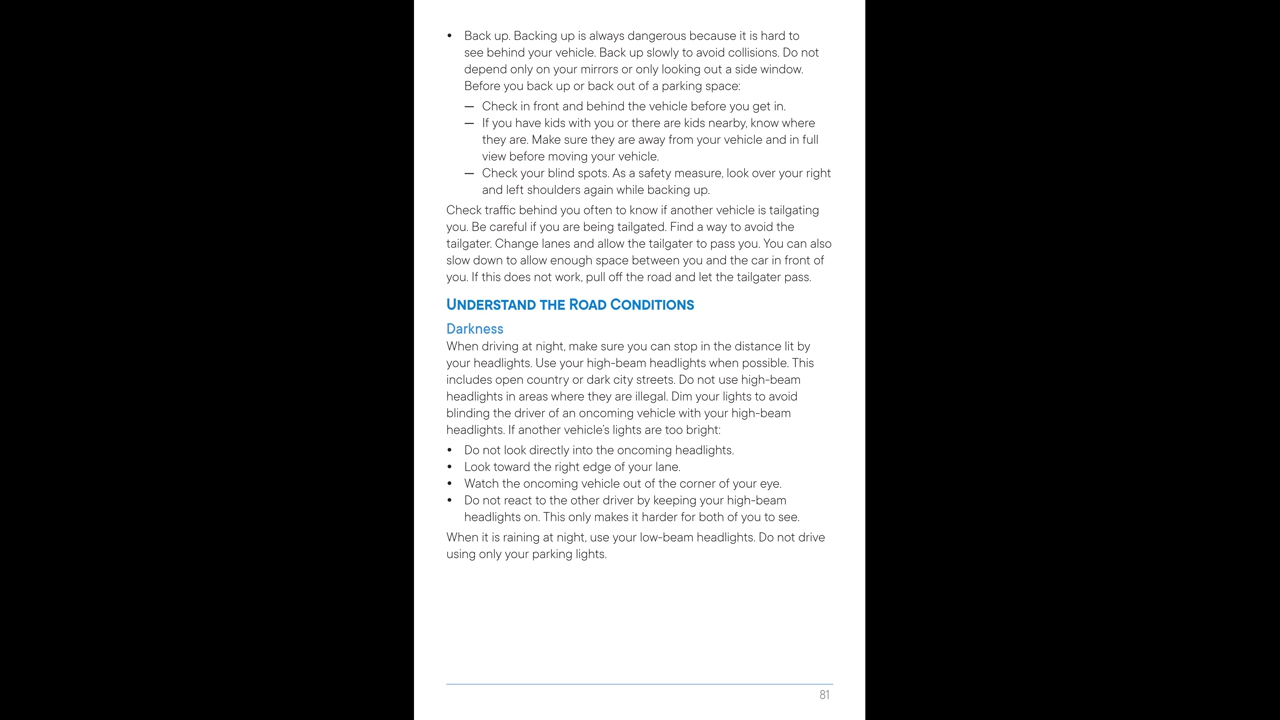 • Back up. Backing up is always dangerous because it is hard to
see behind your vehicle. Back up slowly to avoid collisions. Do not
depend only on your mirrors or only looking out a side window.
Before you back up or back out of a parking space:
— Check in front and behind the vehicle before you get in.
— If you have kids with you or there are kids nearby, know where
they are. Make sure they are away from your vehicle and in full
view before moving your vehicle.
— Check your blind spots. As a safety measure, look over your right
and left shoulders again while backing up.
Check traffic behind you often to know if another vehicle is tailgating
you. Be careful if you are being tailgated. Find a way to avoid the
tailgater. Change lanes and allow the tailgater to pass you. You can also
slow down to allow enough space between you and the car in front of
you. If this does not work, pull off the road and let the tailgater pass.
UNDERSTAND THE ROAD CONDITIONS
Darkness
When driving at night, make sure you can stop in the distance lit by
your headlights. Use your high-beam headlights when possible. This
includes open country or dark city streets. Do not use high-beam
headlights in areas where they are illegal. Dim your lights to avoid
blinding the driver of an oncoming vehicle with your high-beam
headlights. If another vehicle's lights are too bright:
• Do not look directly into the oncoming headlights.
• Look toward the right edge of your lane.
• Watch the oncoming vehicle out of the corner of your eye.
• Do not react to the other driver by keeping your high-beam
headlights on. This only makes it harder for both of you to see.
When it is raining at night, use your low-beam headlights. Do not drive
using only your parking lights.
81